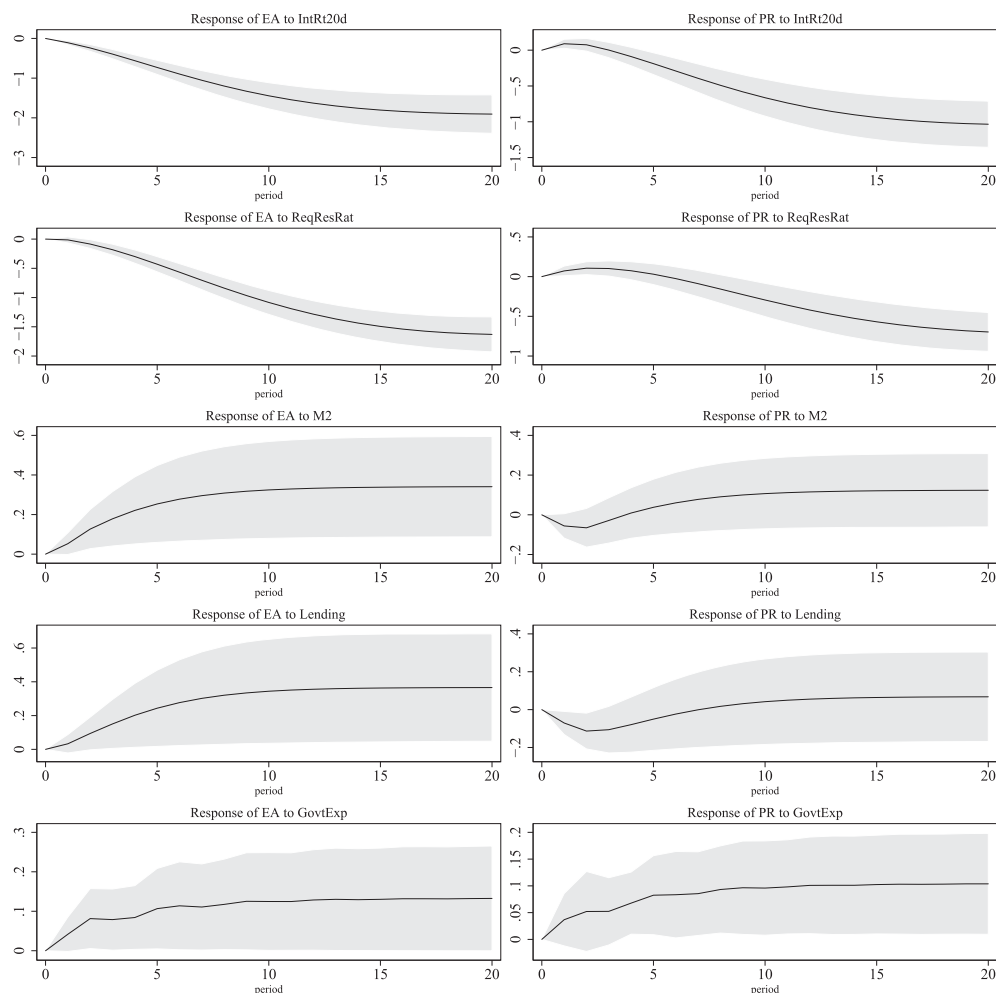 Response of EA to IntRt20d
0
−1
−2
−3
0 5 10 15 20
period
Response of PR to IntRt20d
0
−.5
−1
−1.5
0 5 10 15 20
period
Response of EA to ReqResRat
0
−.5
−1
−1.5
−2
0 5 10 15 20
period
Response of PR to ReqResRat
.5
0
−.5
−1
0 5 10 15 20
period
Response of EA to M2
.6
.4
.2
0
0 5 10 15 20
period
Response of PR to M2
.4
.2
0
−.2
0 5 10 15 20
period
Response of EA to Lending
.6
.4
.2
0
0 5 10 15 20
period
Response of PR to Lending
.4
.2
0
−.2
0 5 10 15 20
period
Response of EA to GovtExp
.3
.2
.1
0
0 5 10 15 20
period
Response of PR to GovtExp
.2
.15
.1
.05
0
0 5 10 15 20
period